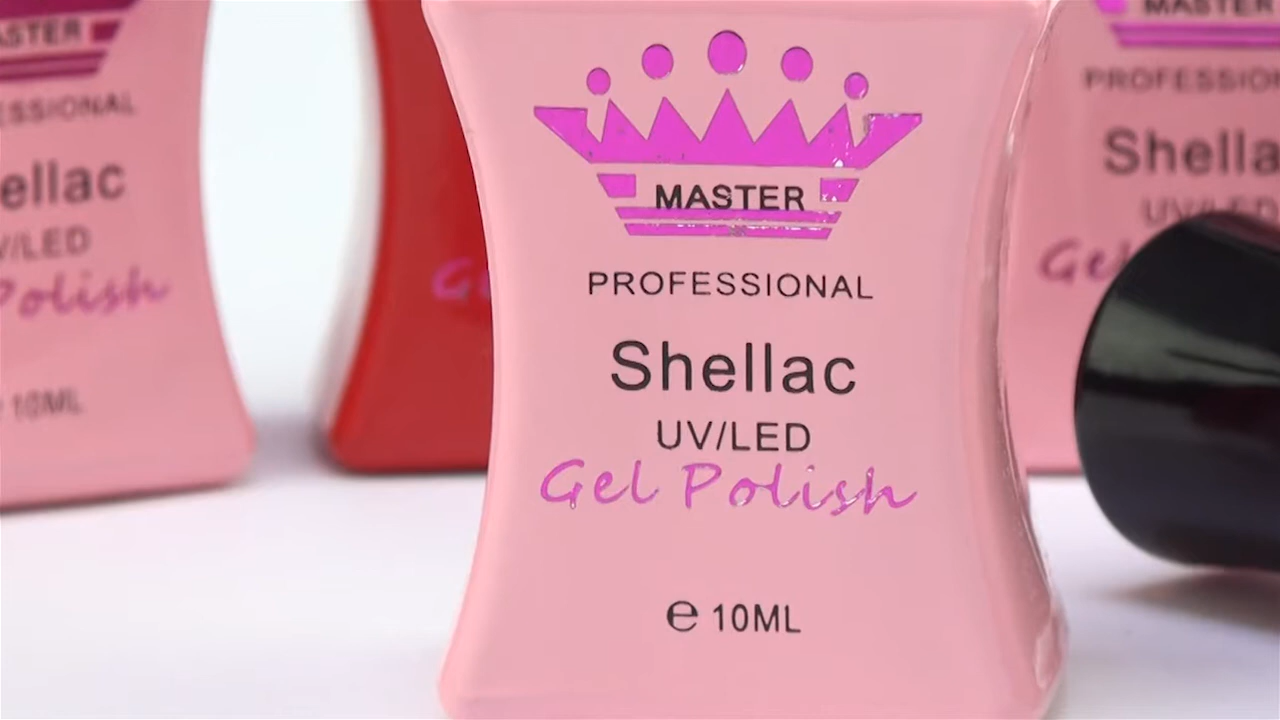 MASTER
PROFESSIONAL
Shellac
UV/LED
Gel Polish
℮ 10ML
MASTER
PROFESSIONAL
Shellac
UV/LED
Polish
10ML
Gel
MASTER
PROFESSIONAL
Shellac
UV/LED
Gel